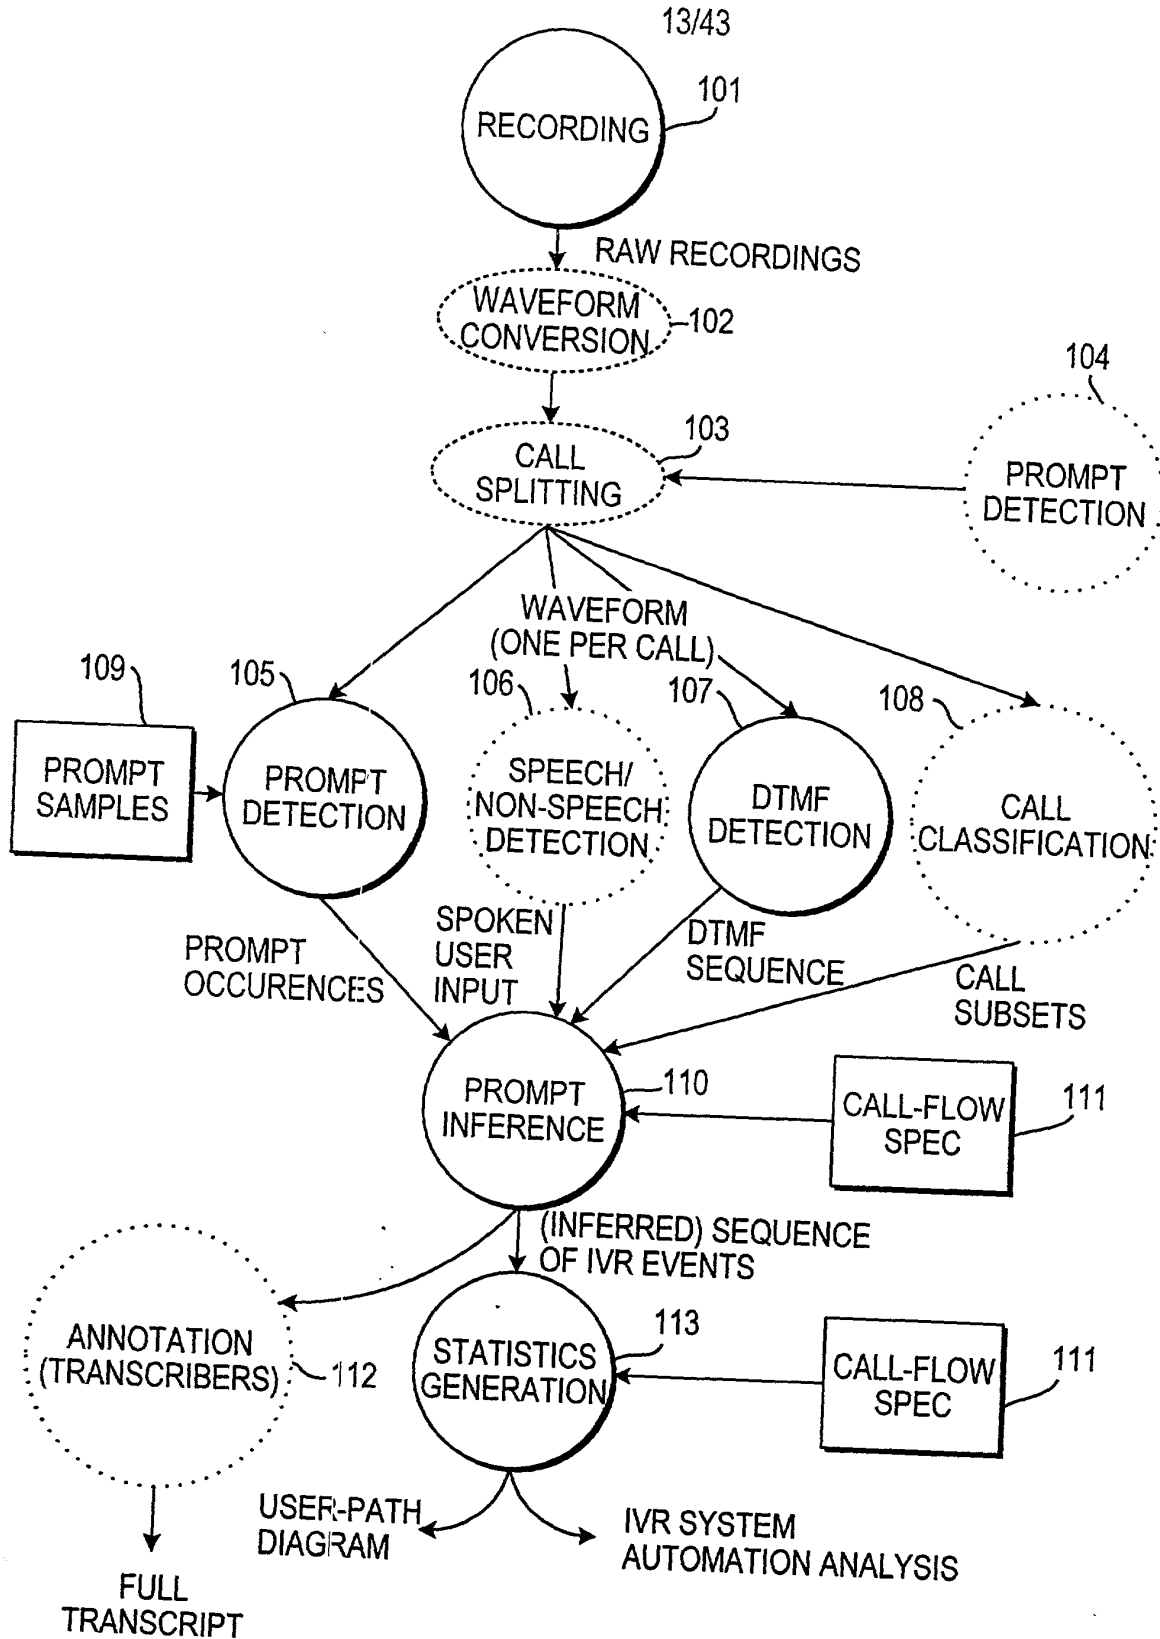 13/43
101
RECORDING
RAW RECORDINGS
WAVEFORM
CONVERSION
102
104
103
CALL
SPLITTING
PROMPT
DETECTION
WAVEFORM
(ONE PER CALL)
109
105
106
107
108
PROMPT
SAMPLES
PROMPT
DETECTION
SPEECH/
NON-SPEECH
DETECTION
DTMF
DETECTION
CALL
CLASSIFICATION
PROMPT
OCCURENCES
SPOKEN
USER
INPUT
DTMF
SEQUENCE
CALL
SUBSETS
PROMPT
INFERENCE
110
CALL-FLOW
SPEC
111
(INFERRED) SEQUENCE
OF IVR EVENTS
ANNOTATION
(TRANSCRIBERS)
112
STATISTICS
GENERATION
113
CALL-FLOW
SPEC
111
USER-PATH
DIAGRAM
IVR SYSTEM
AUTOMATION ANALYSIS
FULL
TRANSCRIPT